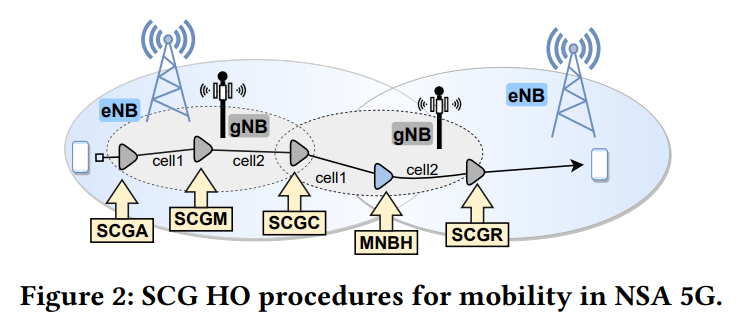 eNB
eNB
gNB
gNB
cell1
cell2
cell1
cell2
SCGA
SCGM
SCGC
MNBH
SCGR
Figure 2: SCG HO procedures for mobility in NSA 5G.